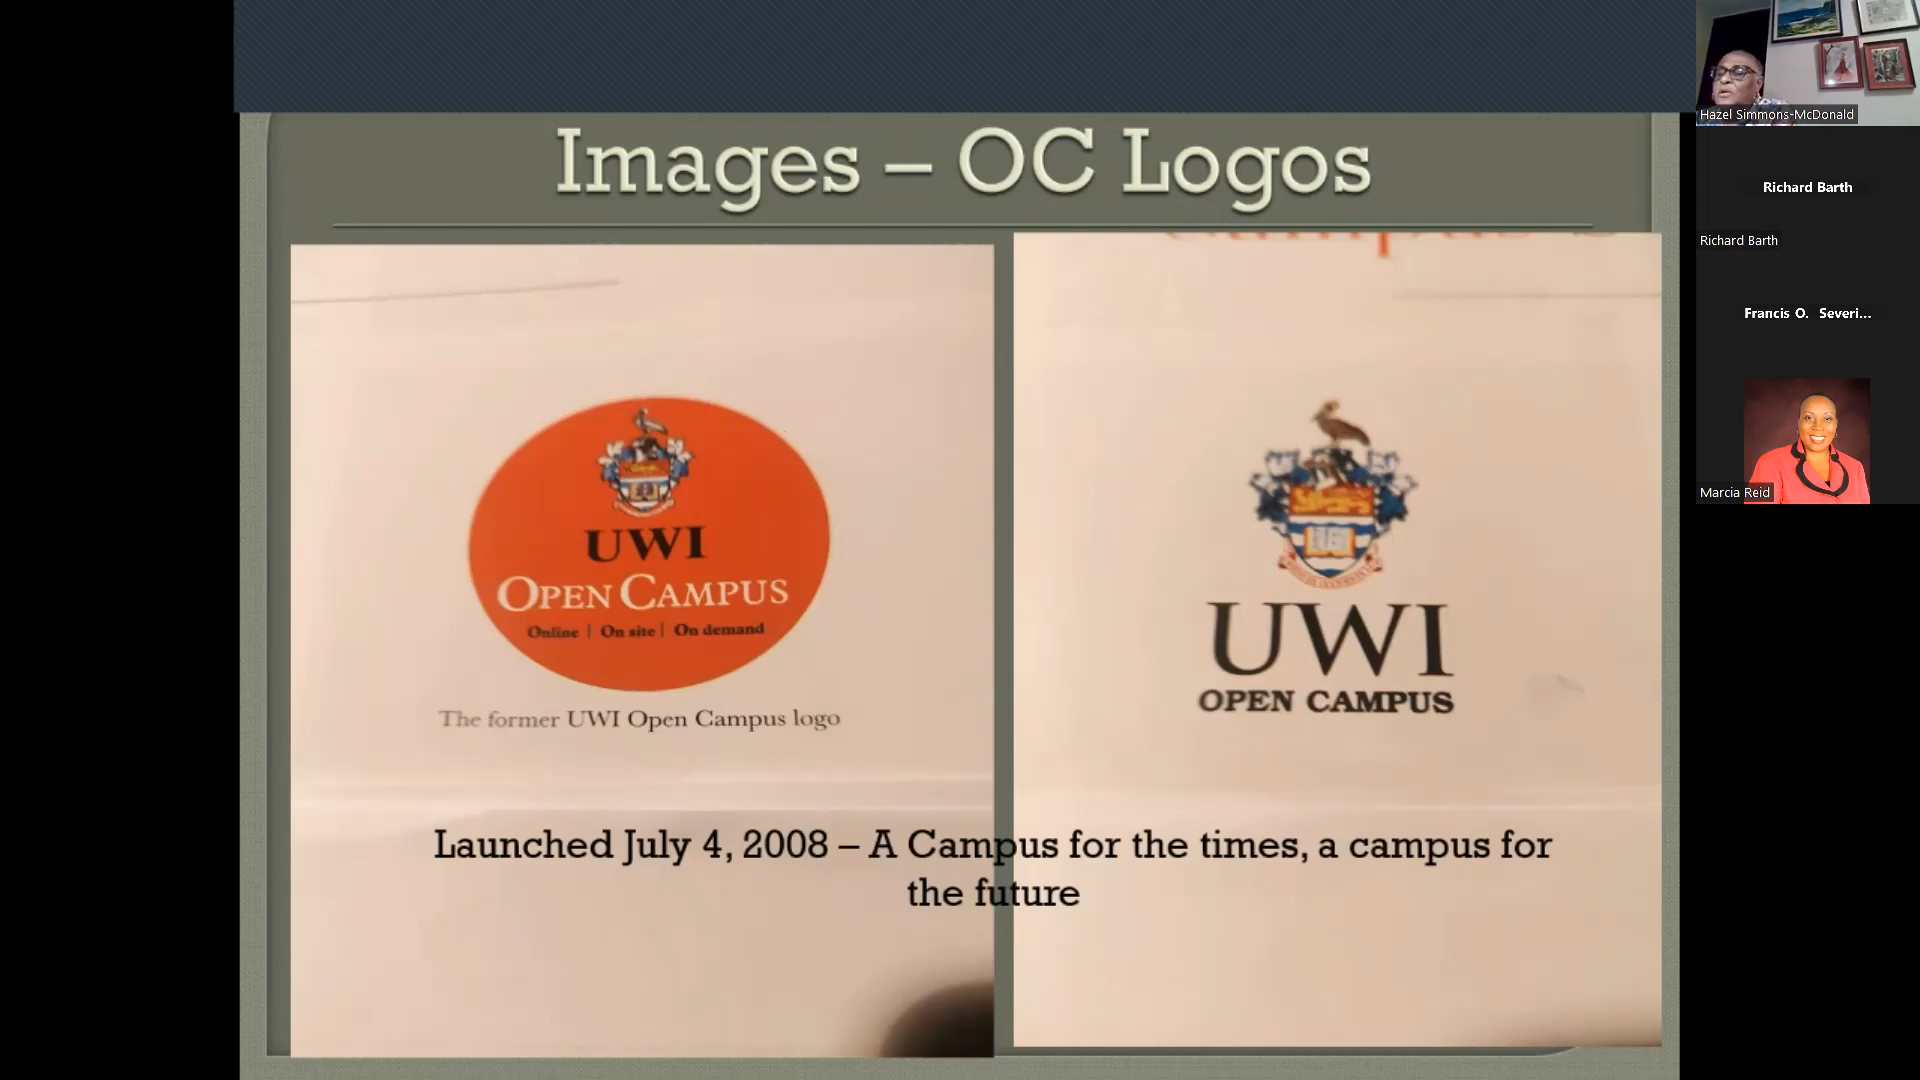 Images – OC Logos
UWI
OPEN CAMPUS
Online | On site | On demand
The former UWI Open Campus logo
UWI
OPEN CAMPUS
Launched July 4, 2008 – A Campus for the times, a campus for
the future
Hazel Simmons-McDonald
Richard Barth
Richard Barth
Francis O. Severi...
Marcia Reid